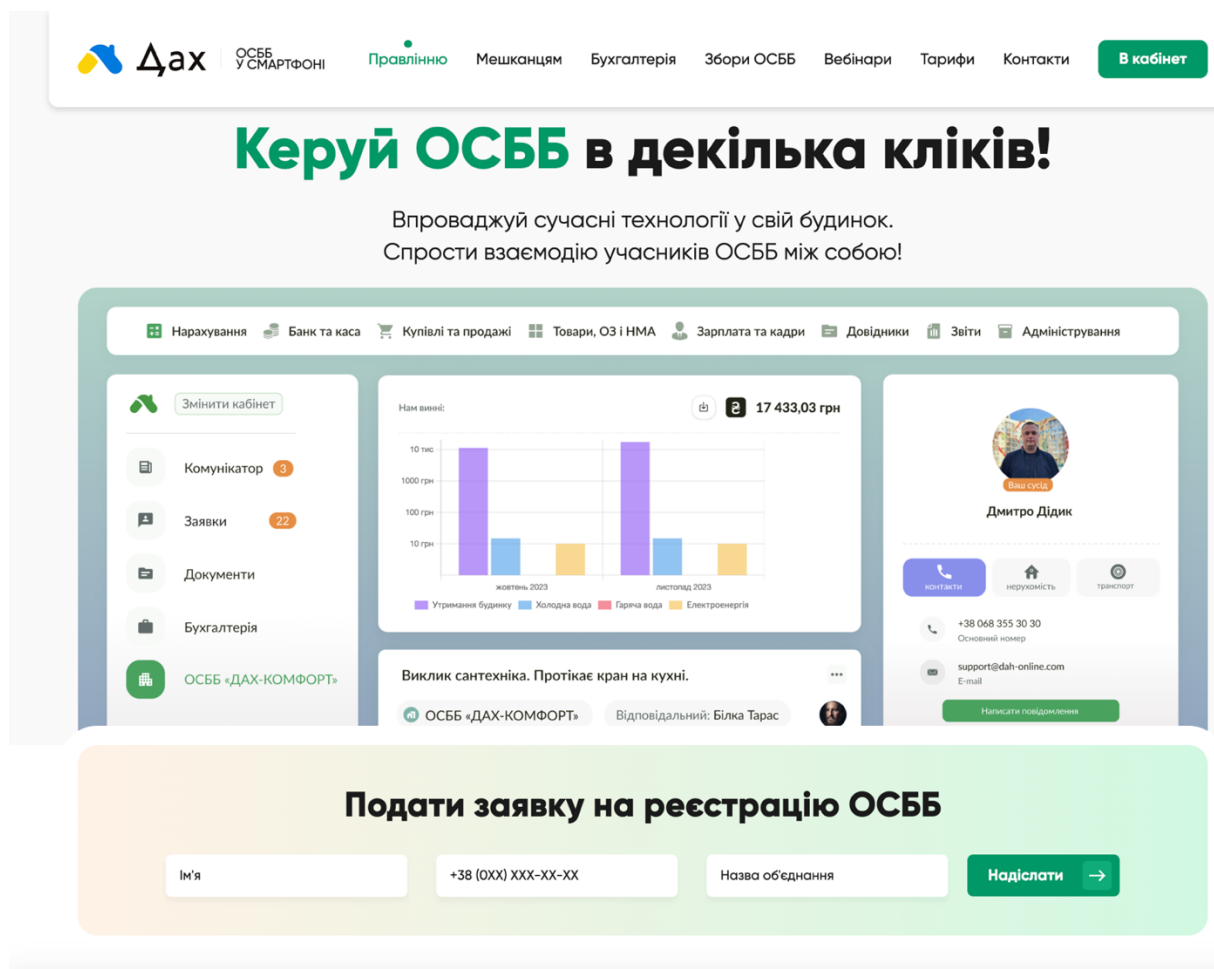 Дах
ОСББ
У СМАРТФОНІ
Правлінню Мешканцям Бухгалтерія Збори ОСББ Вебінари Тарифи Контакти В кабінет
Керуй ОСББ в декілька кліків!
Впроваджуй сучасні технології у свій будинок.
Спрости взаємодію учасників ОСББ між собою!
Нарахування Банк та каса Купівлі та продажі Товари, ОЗ і НМА Зарплата та кадри Довідники Звіти Адміністрування
Змінити кабінет
Комунікатор 3
Заявки 22
Документи
Бухгалтерія
ОСББ «ДАХ-КОМФОРТ»
Нам винні: 17 433,03 грн
10 тис
1000 грн
100 грн
10 грн
жовтень 2023 листопад 2023
Утримання будинку Холодна вода Гаряча вода Електроенергія
Виклик сантехніка. Протікає кран на кухні.
ОСББ «ДАХ-КОМФОРТ» Відповідальний: Білка Тарас
Ваш сусід
Дмитро Дідик
контакти нерухомість транспорт
+38 068 355 30 30
Основний номер
support@dah-online.com
E-mail
Написати повідомлення
Подати заявку на реєстрацію ОСББ
Ім'я +38 (0XX) XXX-XX-XX Назва об'єднання Надіслати →